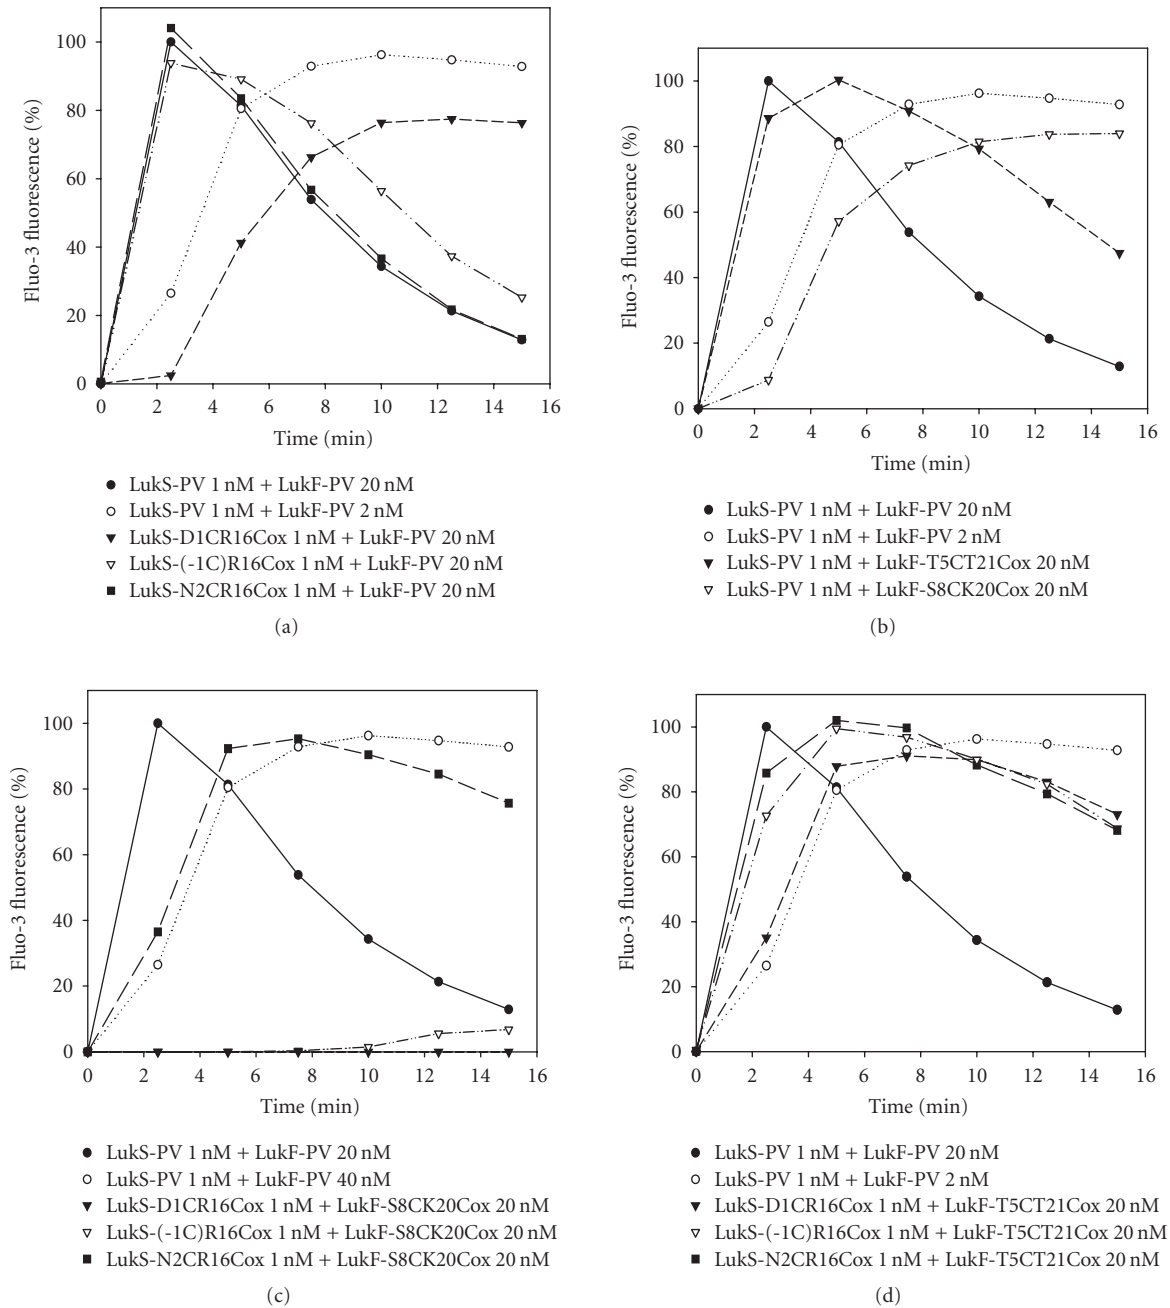 100
80
60
40
20
0
Fluo-3 fluorescence (%)
0 2 4 6 8 10 12 14 16
Time (min)
LukS-PV 1 nM + LukF-PV 20 nM
LukS-PV 1 nM + LukF-PV 2 nM
LukS-D1CR16Cox 1 nM + LukF-PV 20 nM
LukS-(-1C)R16Cox 1 nM + LukF-PV 20 nM
LukS-N2CR16Cox 1 nM + LukF-PV 20 nM
(a)
100
80
60
40
20
0
Fluo-3 fluorescence (%)
0 2 4 6 8 10 12 14 16
Time (min)
LukS-PV 1 nM + LukF-PV 20 nM
LukS-PV 1 nM + LukF-PV 2 nM
LukS-PV 1 nM + LukF-T5CT21Cox 20 nM
LukS-PV 1 nM + LukF-S8CK20Cox 20 nM
(b)
100
80
60
40
20
0
Fluo-3 fluorescence (%)
0 2 4 6 8 10 12 14 16
Time (min)
LukS-PV 1 nM + LukF-PV 20 nM
LukS-PV 1 nM + LukF-PV 40 nM
LukS-D1CR16Cox 1 nM + LukF-S8CK20Cox 20 nM
LukS-(-1C)R16Cox 1 nM + LukF-S8CK20Cox 20 nM
LukS-N2CR16Cox 1 nM + LukF-S8CK20Cox 20 nM
(c)
100
80
60
40
20
0
Fluo-3 fluorescence (%)
0 2 4 6 8 10 12 14 16
Time (min)
LukS-PV 1 nM + LukF-PV 20 nM
LukS-PV 1 nM + LukF-PV 2 nM
LukS-D1CR16Cox 1 nM + LukF-T5CT21Cox 20 nM
LukS-(-1C)R16Cox 1 nM + LukF-T5CT21Cox 20 nM
LukS-N2CR16Cox 1 nM + LukF-T5CT21Cox 20 nM
(d)